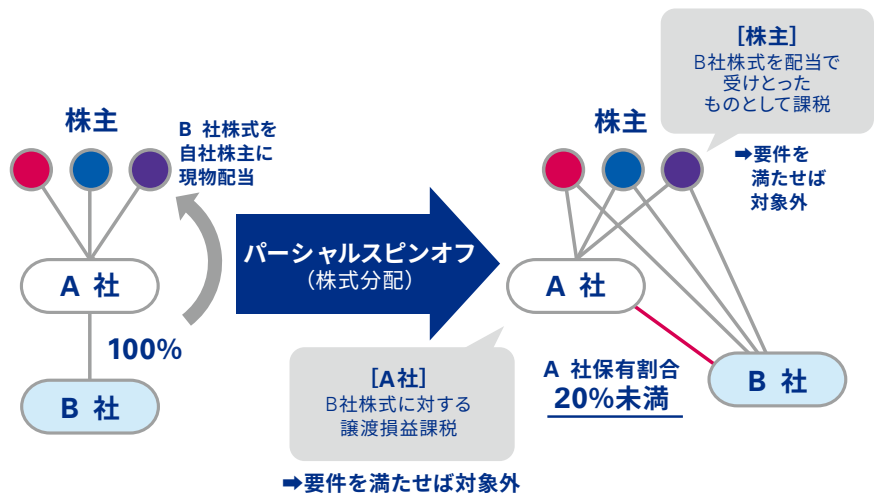 株主
B 社株式を
自社株主に
現物配当
A 社
100%
B 社
パーシャルスピンオフ
（株式分配）
[A社]
B社株式に対する
譲渡損益課税
➡要件を満たせば対象外
株主
[株主]
B社株式を配当で
受けとった
ものとして課税
➡要件を
満たせば
対象外
A 社
A 社保有割合
20%未満
B 社